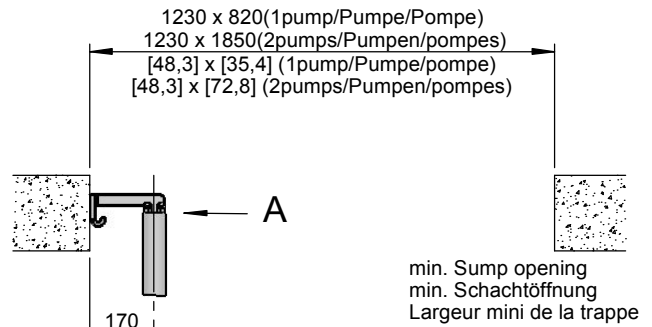 1230 x 820(1pump/Pumpe/Pompe)
1230 x 1850(2pumps/Pumpen/pompes)
[48,3] x [35,4] (1pump/Pumpe/pompe)
[48,3] x [72,8] (2pumps/Pumpen/pompes)
A
min. Sump opening
min. Schachtöffnung
Largeur mini de la trappe
170